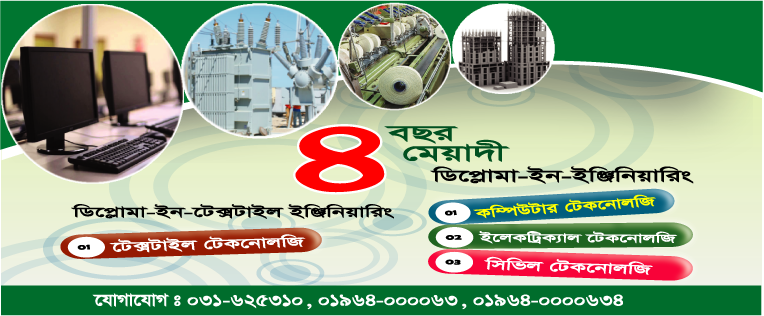 ৪ বছর
মেয়াদী
ডিপ্লোমা-ইন-ইঞ্জিনিয়ারিং
০১ কম্পিউটার টেকনোলজি
০২ ইলেকট্রিক্যাল টেকনোলজি
০৩ সিভিল টেকনোলজি
ডিপ্লোমা-ইন-টেক্সটাইল ইঞ্জিনিয়ারিং
০১ টেক্সটাইল টেকনোলজি
যোগাযোগ ঃ ০৩১-৬২৫৩১০, ০১৯৬৪-০০০০৬৩, ০১৯৬৪-০০০০৬৩৪